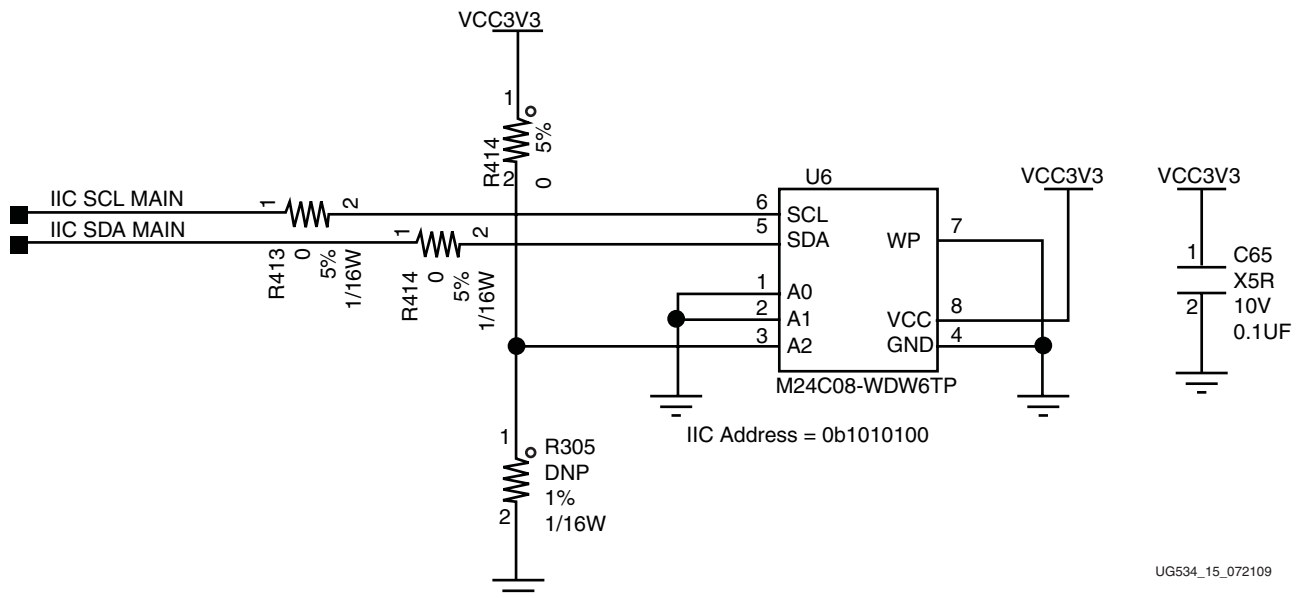 VCC3V3
1
R414
2
0
5%
IIC SCL MAIN
1
2
R413
0
5%
1/16W
IIC SDA MAIN
1
2
R414
0
5%
1/16W
U6
6
SCL
5
SDA
1
A0
2
A1
3
A2
WP
7
VCC
8
GND
4
M24C08-WDW6TP
IIC Address = 0b1010100
VCC3V3
VCC3V3
1
2
C65
X5R
10V
0.1UF
1
2
R305
DNP
1%
1/16W
UG534_15_072109